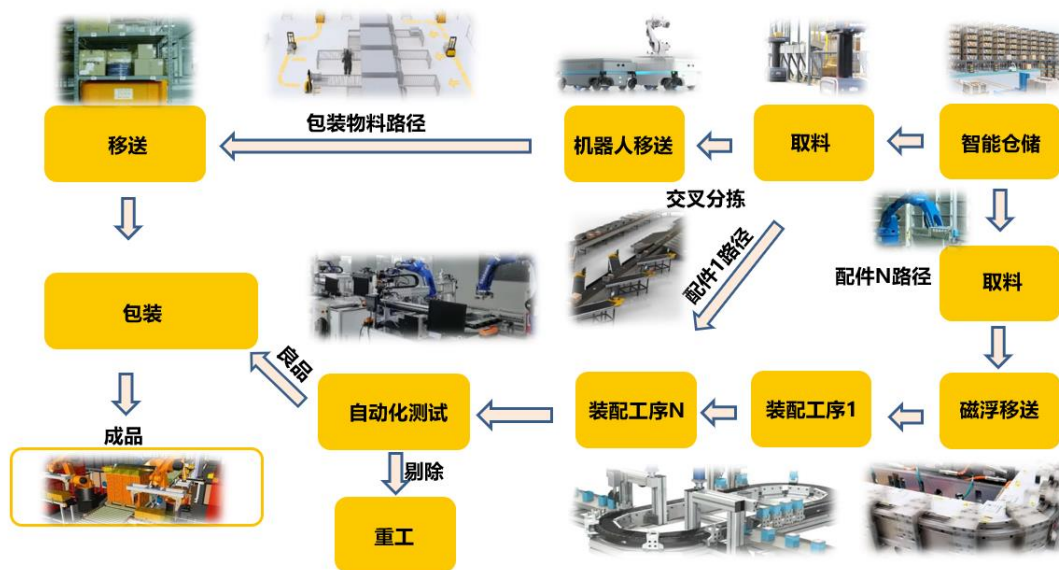 包装物料路径
移送
机器人移送
取料
智能仓储
交叉分拣
配件1路径
配件N路径
取料
包装
良品
自动化测试
装配工序N
装配工序1
磁浮移送
成品
剔除
重工